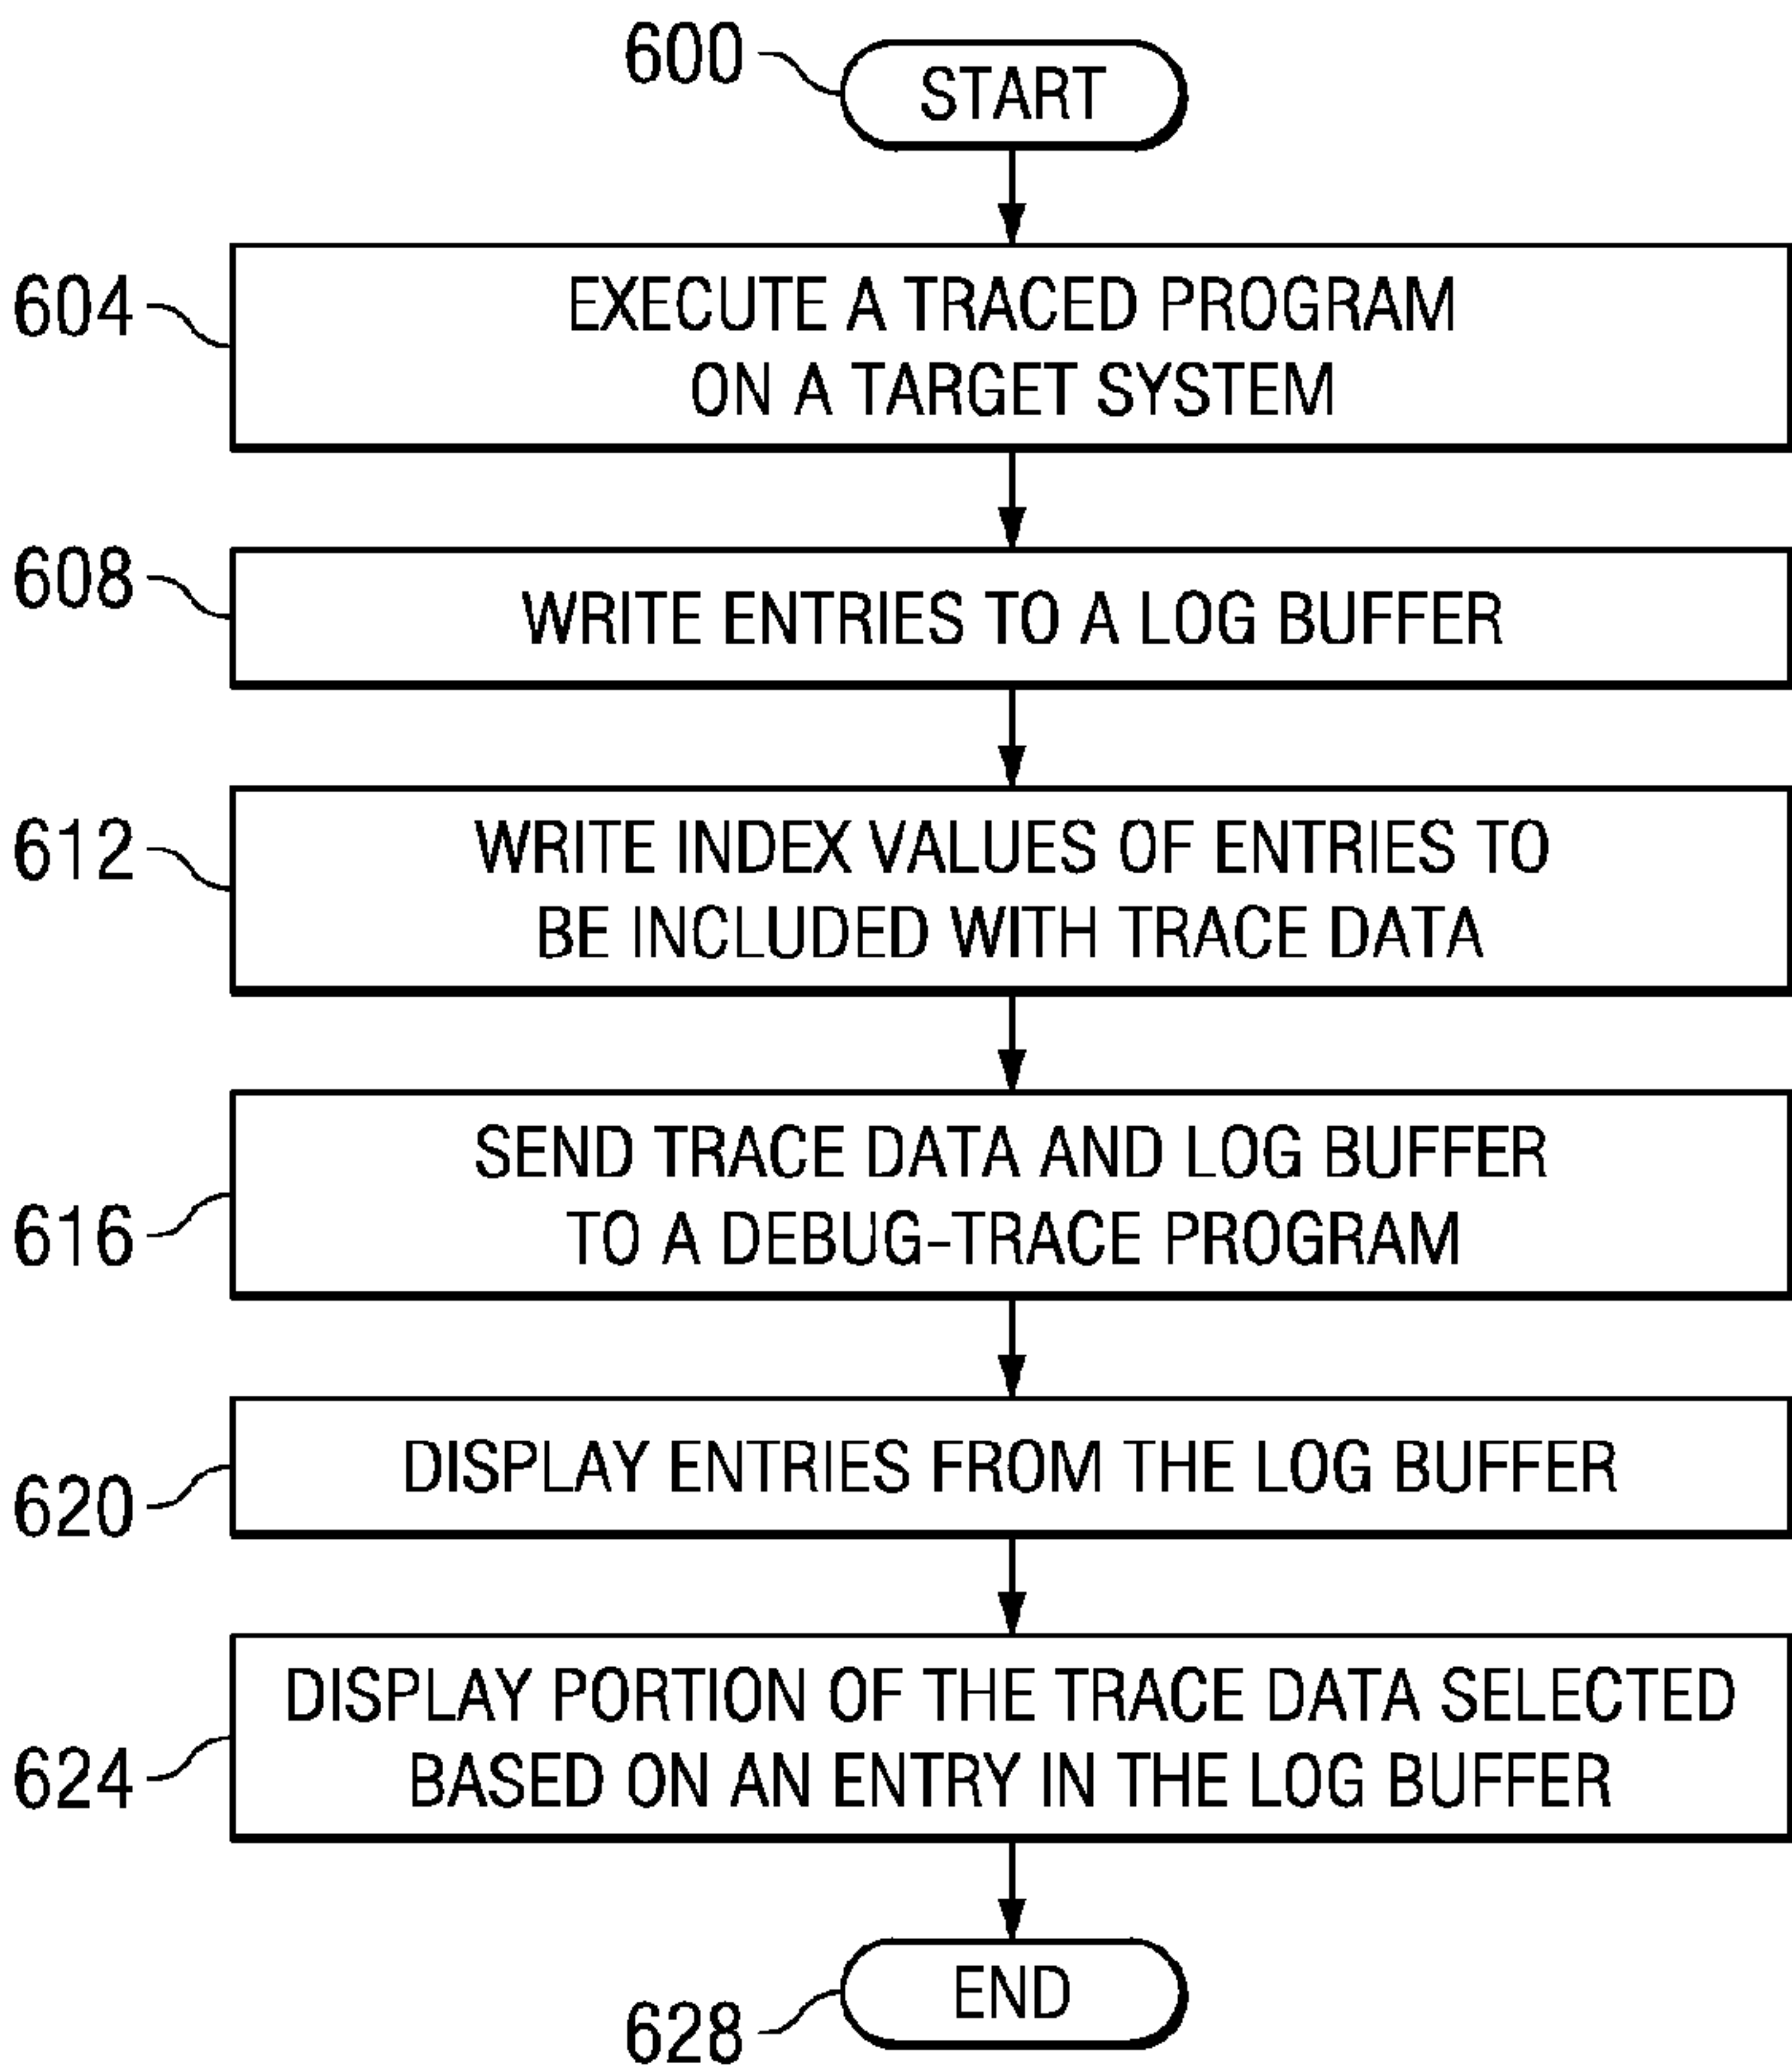 600
START
604
EXECUTE A TRACED PROGRAM
ON A TARGET SYSTEM
608
WRITE ENTRIES TO A LOG BUFFER
612
WRITE INDEX VALUES OF ENTRIES TO
BE INCLUDED WITH TRACE DATA
616
SEND TRACE DATA AND LOG BUFFER
TO A DEBUG-TRACE PROGRAM
620
DISPLAY ENTRIES FROM THE LOG BUFFER
624
DISPLAY PORTION OF THE TRACE DATA SELECTED
BASED ON AN ENTRY IN THE LOG BUFFER
628
END